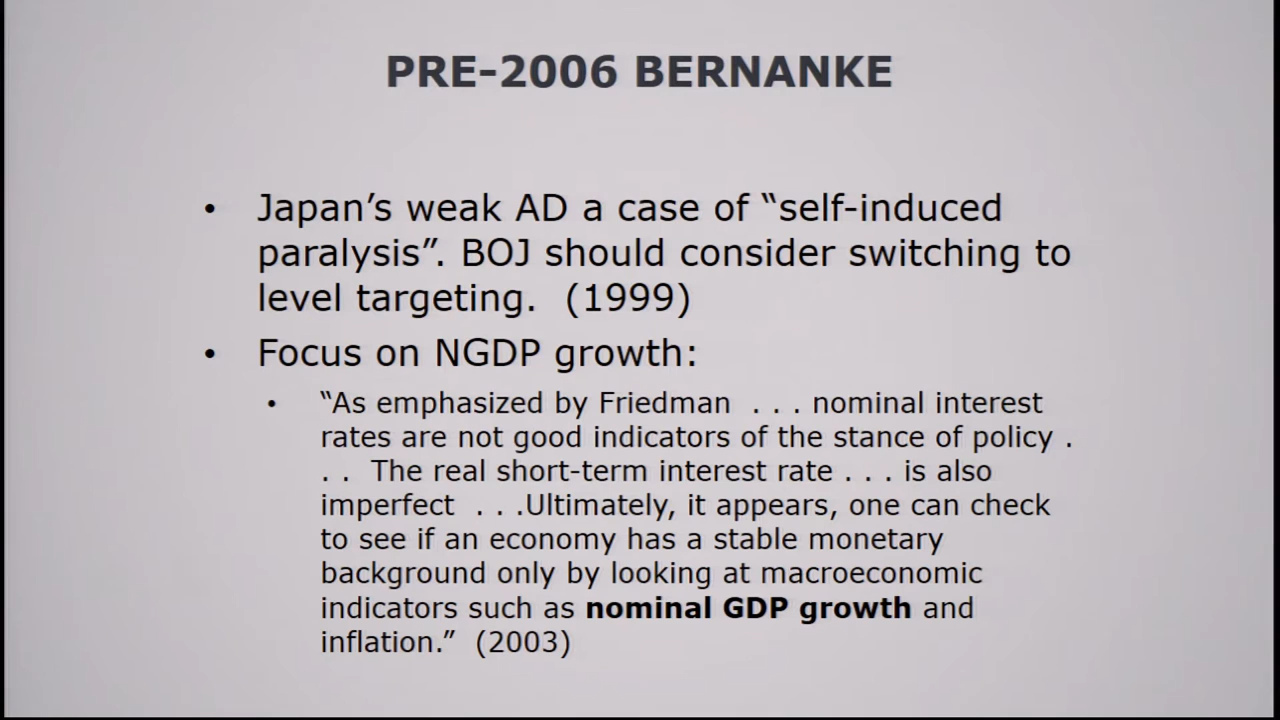 PRE-2006 BERNANKE
• Japan’s weak AD a case of “self-induced
paralysis”. BOJ should consider switching to
level targeting.  (1999)
• Focus on NGDP growth:
• “As emphasized by Friedman  . . . nominal interest
rates are not good indicators of the stance of policy .
. .  The real short-term interest rate . . . is also
imperfect  . . .Ultimately, it appears, one can check
to see if an economy has a stable monetary
background only by looking at macroeconomic
indicators such as nominal GDP growth and
inflation.”  (2003)